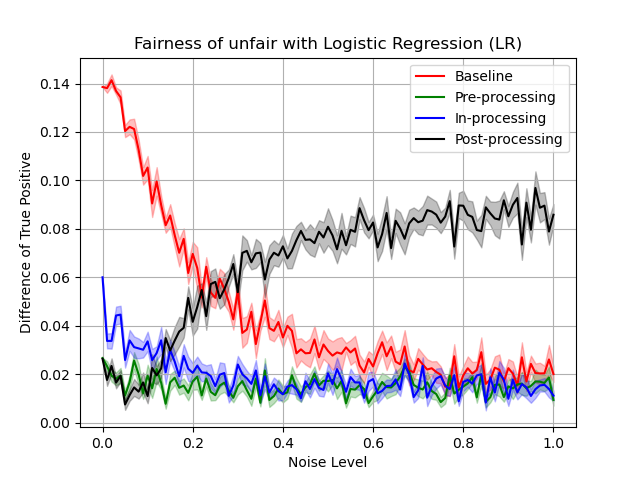 Fairness of unfair with Logistic Regression (LR)
Baseline
Pre-processing
In-processing
Post-processing
Difference of True Positive
0.14
0.12
0.10
0.08
0.06
0.04
0.02
0.00
0.0 0.2 0.4 0.6 0.8 1.0
Noise Level